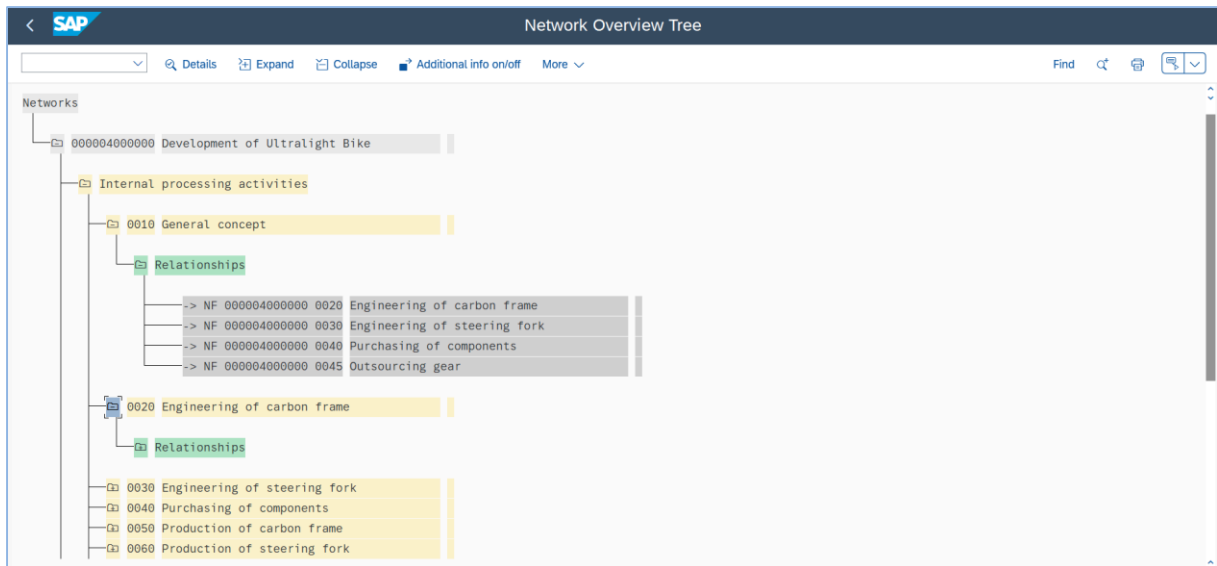 SAP Network Overview Tree
Details Expand Collapse Additional info on/off More Find
Networks
000004000000 Development of Ultralight Bike
Internal processing activities
0010 General concept
Relationships
-> NF 000004000000 0020 Engineering of carbon frame
-> NF 000004000000 0030 Engineering of steering fork
-> NF 000004000000 0040 Purchasing of components
-> NF 000004000000 0045 Outsourcing gear
0020 Engineering of carbon frame
Relationships
0030 Engineering of steering fork
0040 Purchasing of components
0050 Production of carbon frame
0060 Production of steering fork